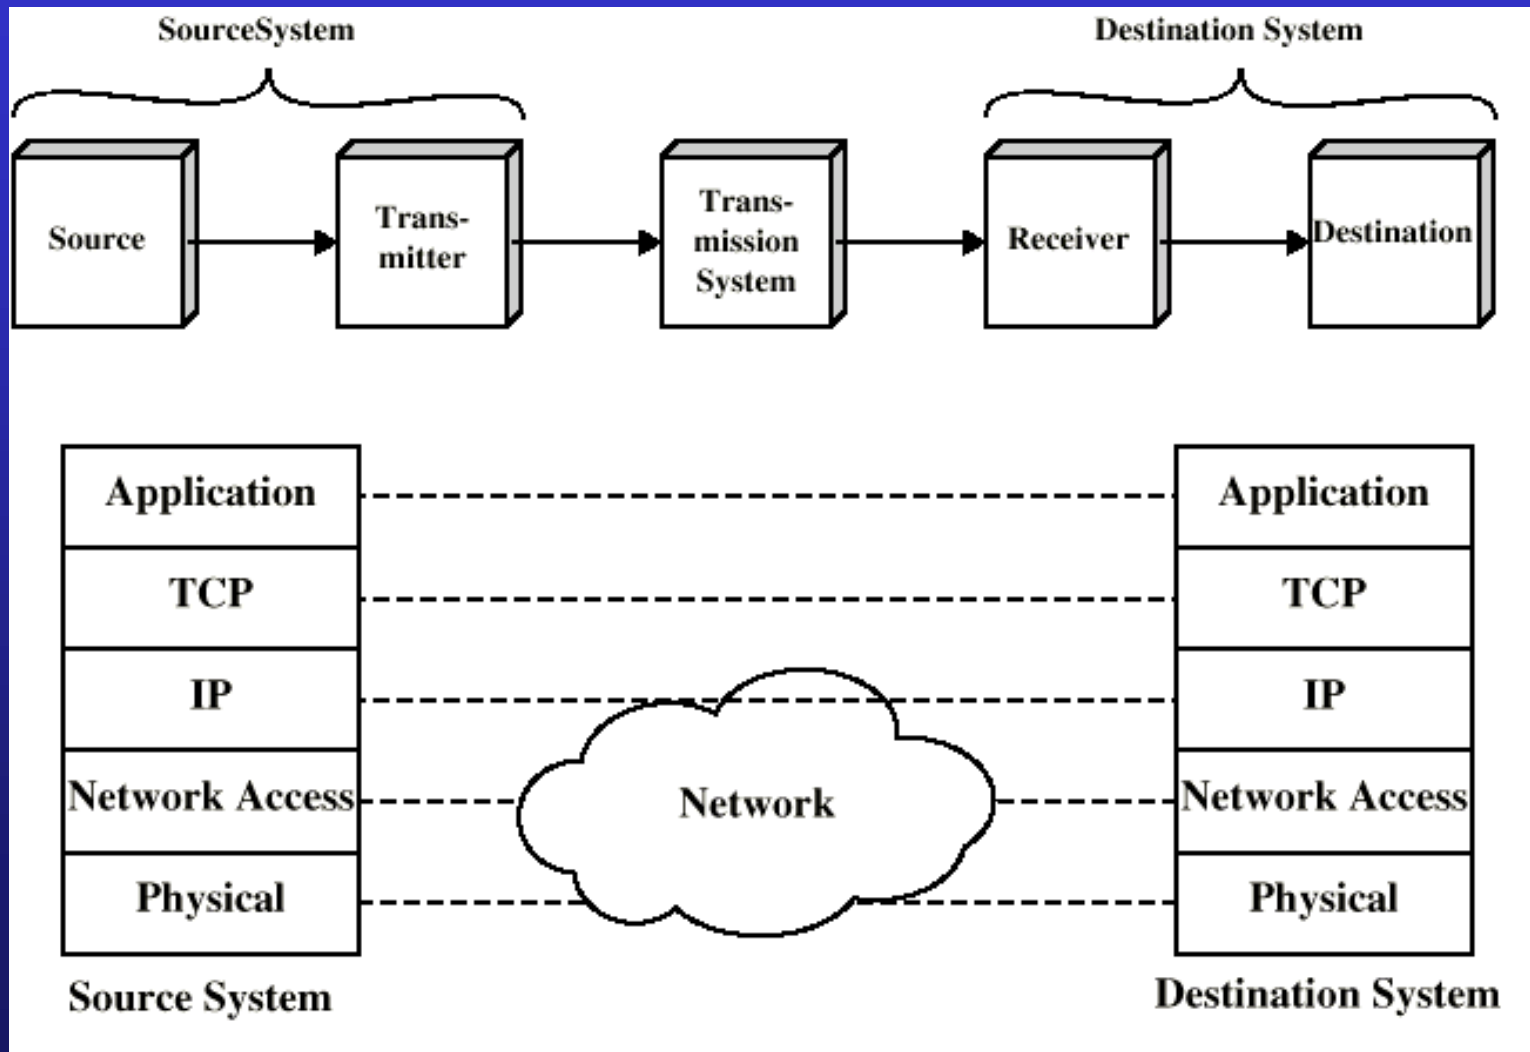 SourceSystem
Destination System
Source
Trans-
mitter
Trans-
mission
System
Receiver
Destination
Application
TCP
IP
Network Access
Physical
Source System
Network
Application
TCP
IP
Network Access
Physical
Destination System